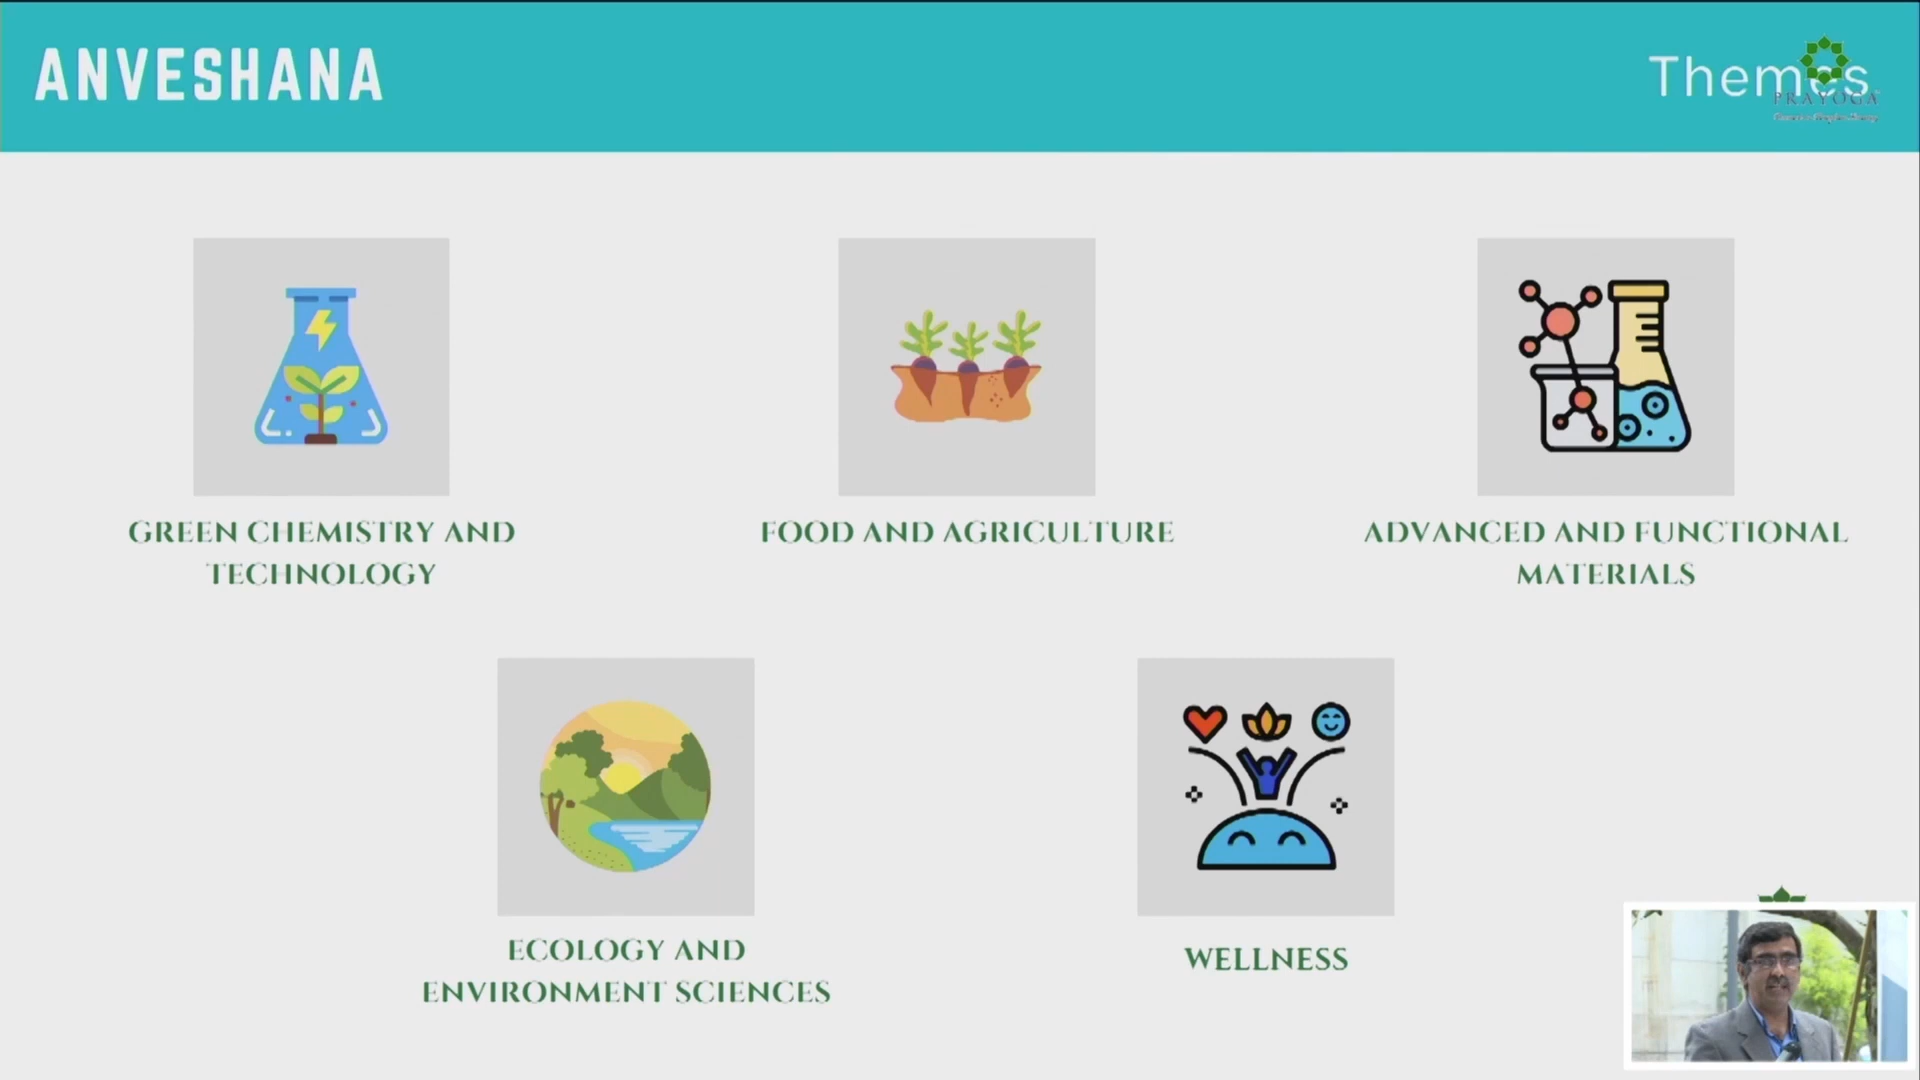 ANVESHANA
Themes
PRAYOGA
GREEN CHEMISTRY AND
TECHNOLOGY
FOOD AND AGRICULTURE
ADVANCED AND FUNCTIONAL
MATERIALS
ECOLOGY AND
ENVIRONMENT SCIENCES
WELLNESS